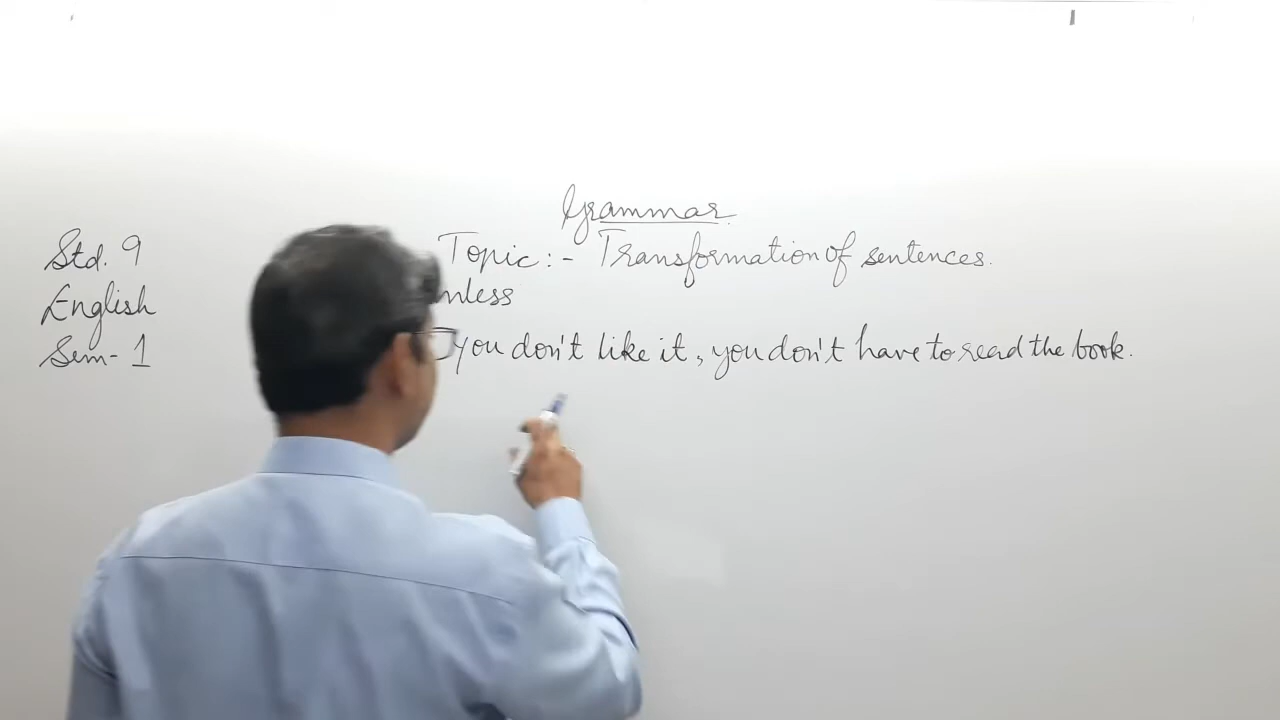 Grammar
Std. 9
Topic:- Transformation of sentences.
English
Sem- 1
you don't like it, you don't have to read the book.